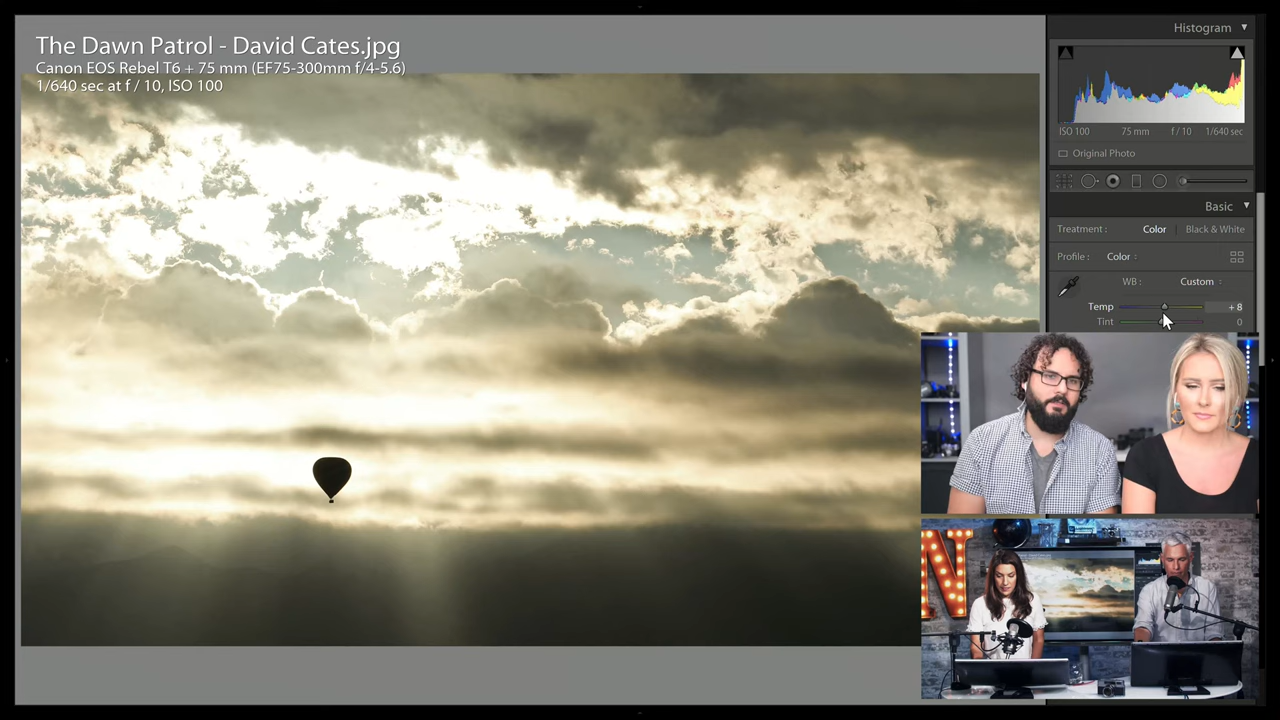 The Dawn Patrol - David Cates.jpg
Canon EOS Rebel T6 + 75 mm (EF75-300mm f/4-5.6)
1/640 sec at f / 10, ISO 100
Histogram
ISO 100 75 mm f / 10 1/640 sec
Original Photo
Basic
Treatment : Color Black & White
Profile : Color
WB : Custom
Temp + 8
Tint 0
N